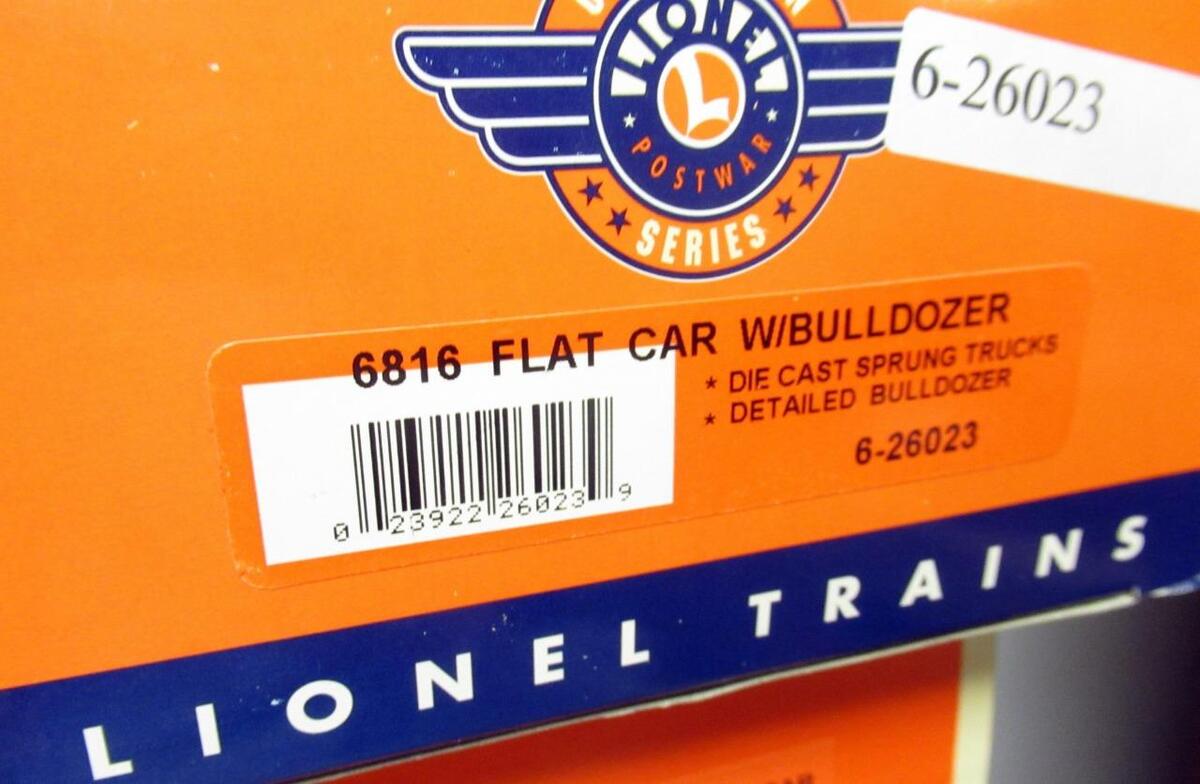 LIONEL
L
POSTWAR
SERIES
6-26023
6816 FLAT CAR W/BULLDOZER
* DIE CAST SPRUNG TRUCKS
* DETAILED BULLDOZER
6-26023
0 23922 26023 9
LIONEL TRAINS